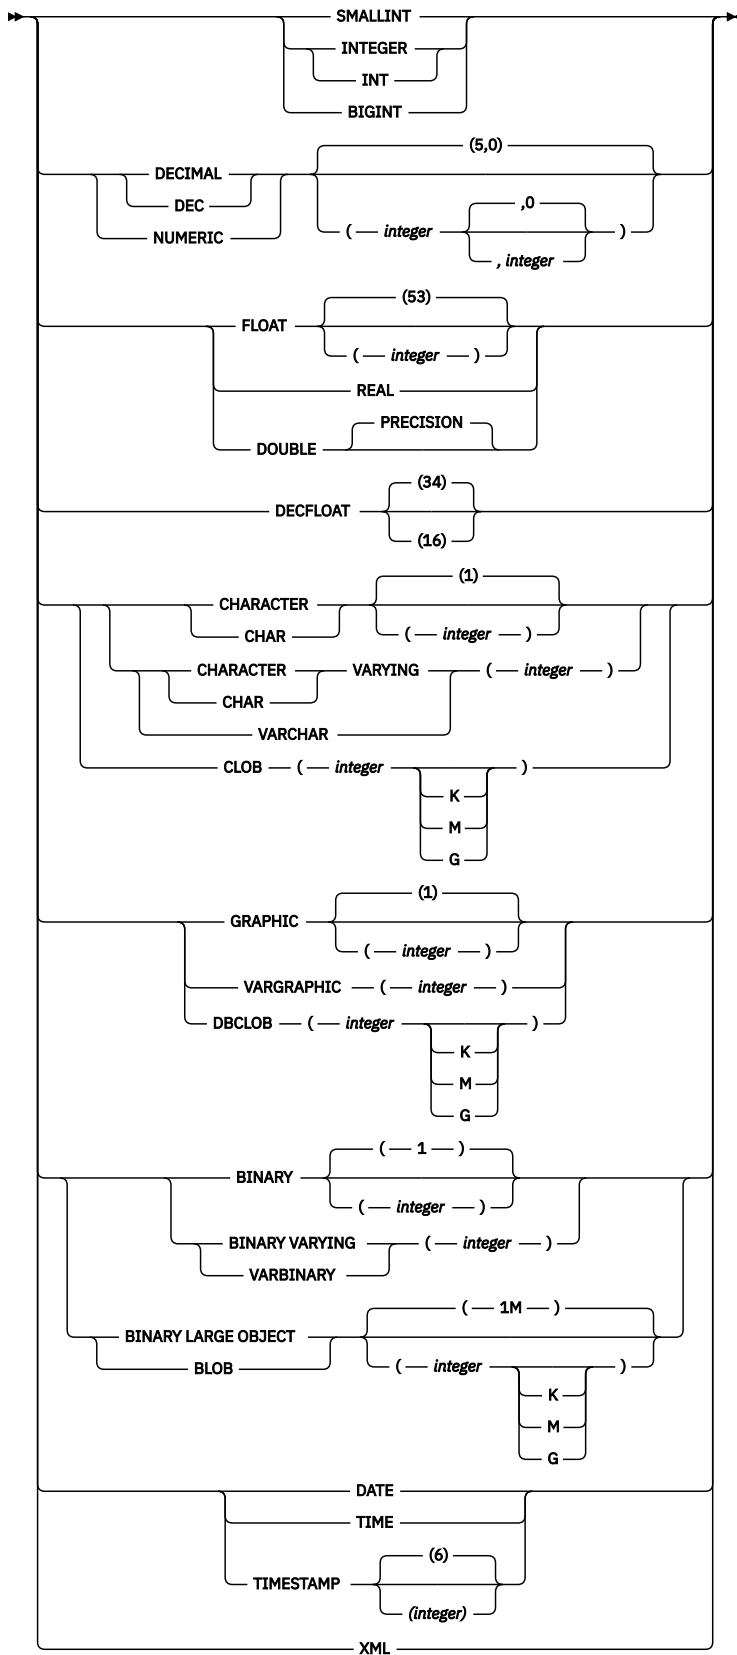 SMALLINT
INTEGER
INT
BIGINT
(5,0)
DECIMAL
DEC
,0
NUMERIC
( integer )
, integer
(53)
FLOAT
( integer )
REAL
PRECISION
DOUBLE
(34)
DECFLOAT
(16)
(1)
CHARACTER
CHAR
( integer )
CHARACTER VARYING ( integer )
CHAR
VARCHAR
CLOB ( integer )
K
M
G
(1)
GRAPHIC
( integer )
VARGRAPHIC ( integer )
DBCLOB ( integer )
K
M
G
( 1 )
BINARY
( integer )
BINARY VARYING ( integer )
VARBINARY
( 1M )
BINARY LARGE OBJECT
BLOB ( integer )
K
M
G
DATE
TIME
(6)
TIMESTAMP
(integer)
XML